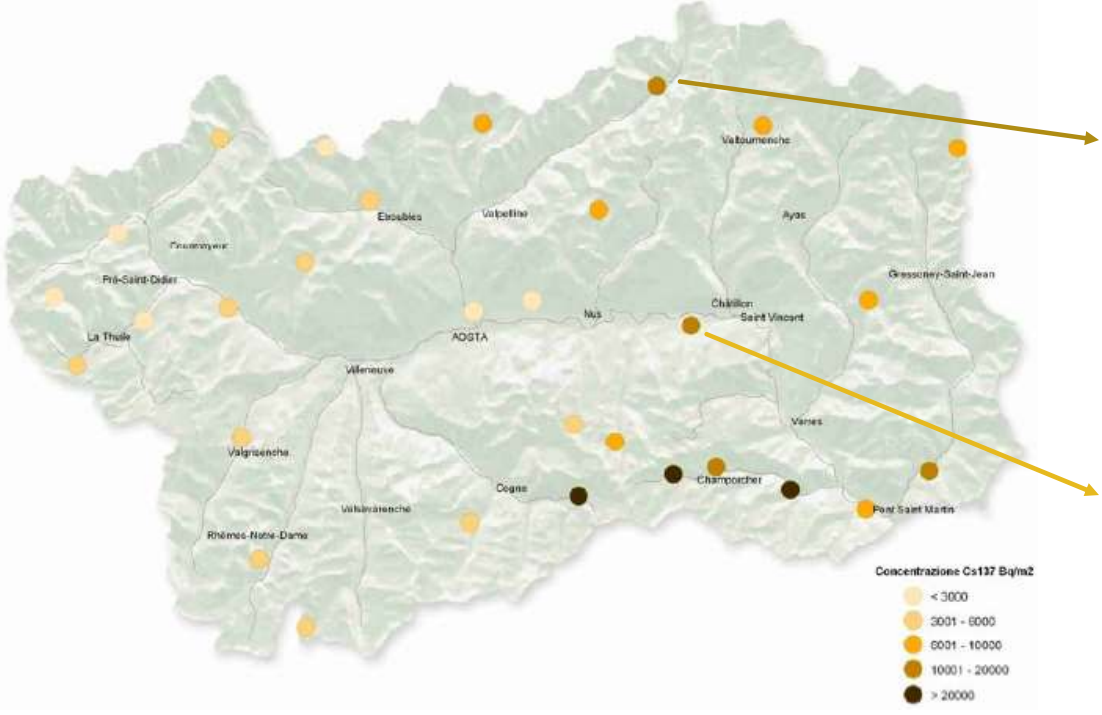 Valtournenche
Etroubles
Valpelline
Ayas
Courmayeur
Pré-Saint-Didier
Gressoney-Saint-Jean
Châtillon
Saint Vincent
Nus
La Thuile
AOSTA
Villeneuve
Verres
Valgrisenche
Champorcher
Cogne
Valsavarenche
Pont Saint Martin
Rhêmes-Notre-Dame
Concentrazione Cs137 Bq/m2
< 3000
3001 - 6000
6001 - 10000
10001 - 20000
> 20000